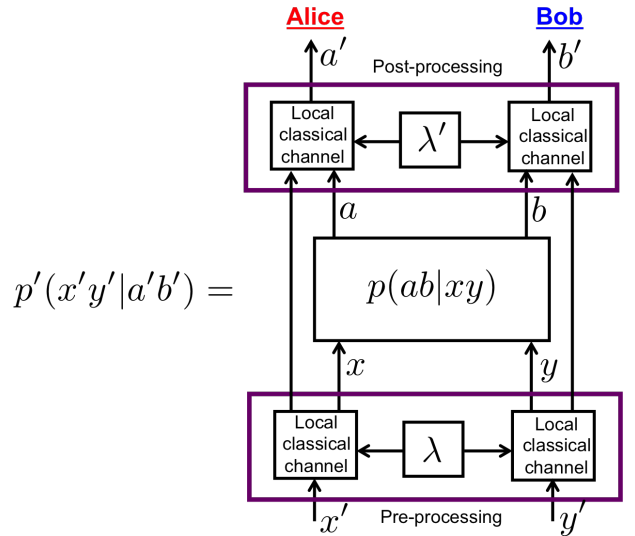 Alice Bob
a′ b′
Post-processing
Local classical channel λ′ Local classical channel
a b
p′(x′y′|a′b′) = p(ab|xy)
x y
Local classical channel λ Local classical channel
x′ Pre-processing y′